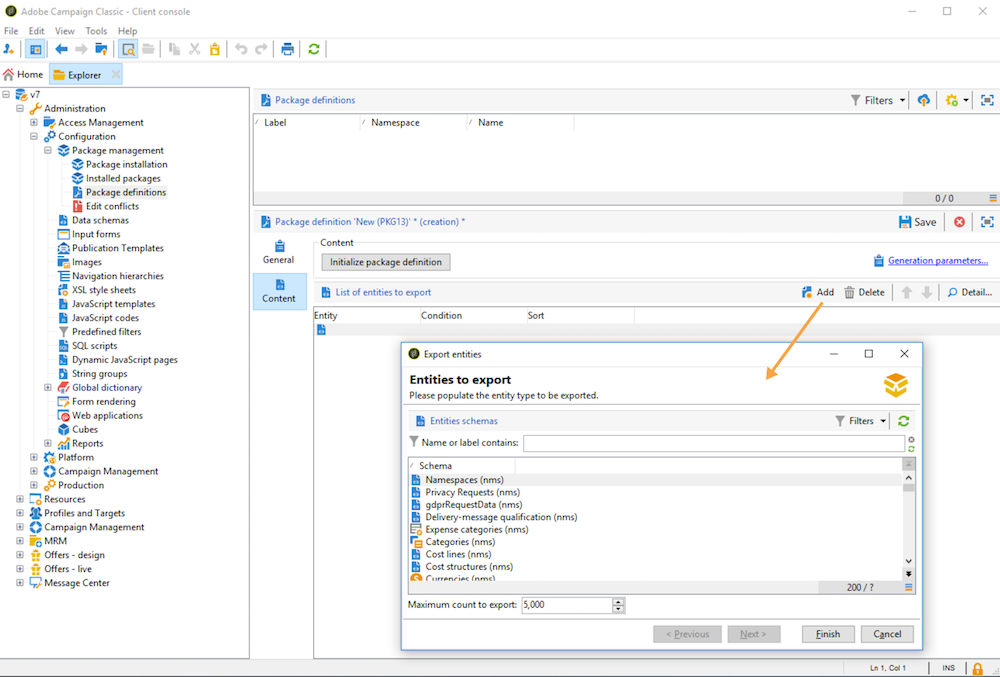 Adobe Campaign Classic - Client console
File Edit View Tools Help
Home Explorer
v7
Administration
Access Management
Configuration
Package management
Package installation
Installed packages
Package definitions
Edit conflicts
Data schemas
Input forms
Publication Templates
Images
Navigation hierarchies
XSL style sheets
JavaScript templates
JavaScript codes
Predefined filters
SQL scripts
Dynamic JavaScript pages
String groups
Global dictionary
Form rendering
Web applications
Cubes
Reports
Platform
Campaign Management
Production
Resources
Profiles and Targets
Campaign Management
MRM
Offers - design
Offers - live
Message Center
Package definitions Filters
Label Namespace Name
0 / 0
Package definition 'New (PKG13)' * (creation) * Save
General
Content
Content
Initialize package definition Generation parameters...
List of entities to export Add Delete Detail...
Entity Condition Sort
Export entities
Entities to export
Please populate the entity type to be exported.
Entities schemas Filters
Name or label contains:
Schema
Namespaces (nms)
Privacy Requests (nms)
gdprRequestData (nms)
Delivery-message qualification (nms)
Expense categories (nms)
Categories (nms)
Cost lines (nms)
Cost structures (nms)
Currencies (nms)
200 / ?
Maximum count to export: 5,000
< Previous Next > Finish Cancel
Ln 1, Col 1 INS